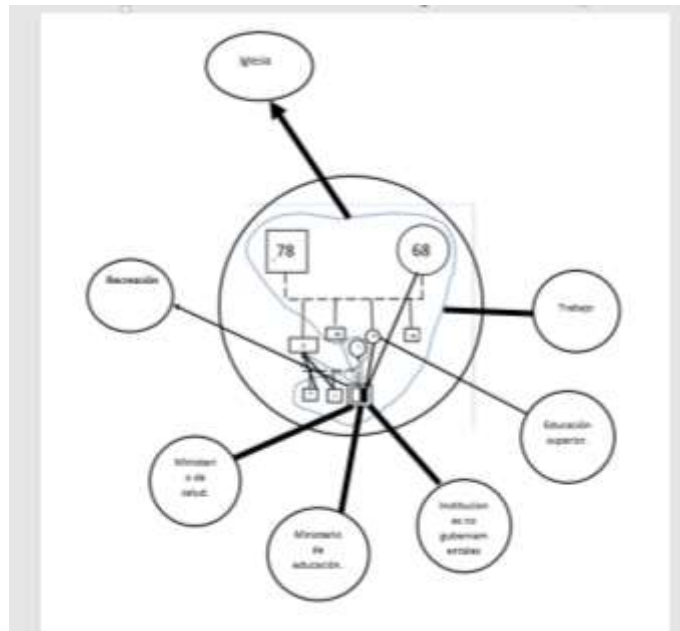 Iglesia
78
68
Recreación
Trabajo
Educación
superior.
Ministeri
o de
salud.
Ministerio
de
educación.
Institucion
es no
gubernam
entales